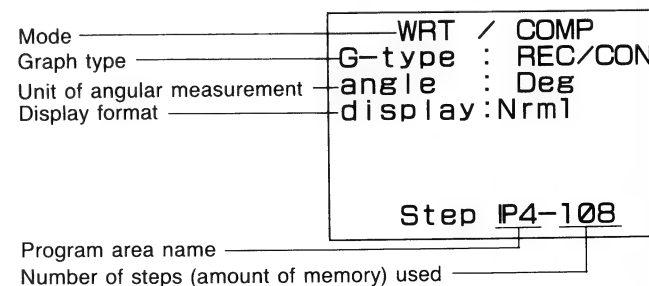 Mode
WRT / COMP
Graph type
G-type : REC/CON
Unit of angular measurement
angle : Deg
Display format
display:Nrm1
Step P4-108
Program area name
Number of steps (amount of memory) used